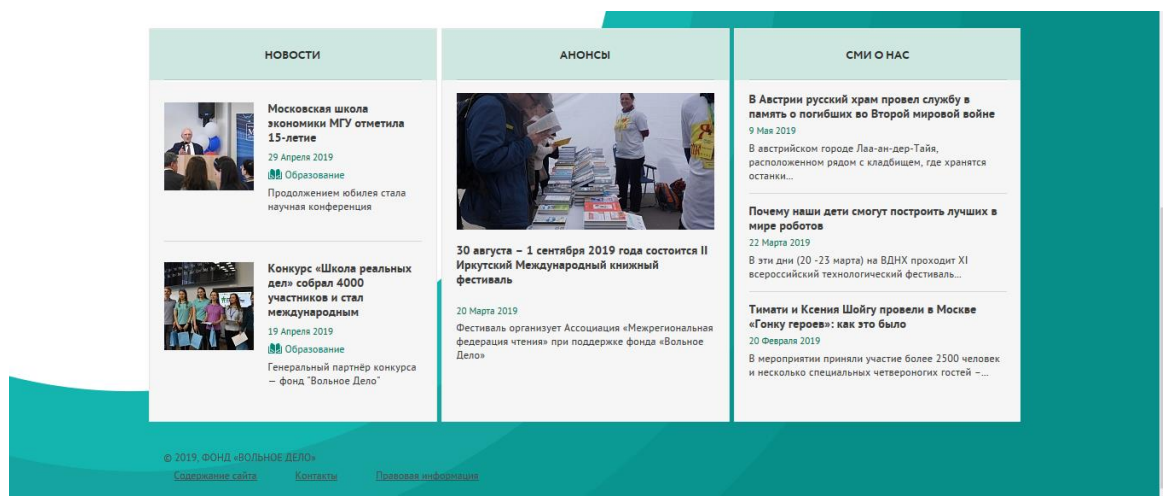 НОВОСТИ
Московская школа
экономики МГУ отметила
15-летие
29 Апреля 2019
Образование
Продолжением юбилея стала
научная конференция
Конкурс «Школа реальных
дел» собрал 4000
участников и стал
международным
19 Апреля 2019
Образование
Генеральный партнёр конкурса
— фонд "Вольное Дело"
АНОНСЫ
30 августа – 1 сентября 2019 года состоится II
Иркутский Международный книжный
фестиваль
20 Марта 2019
Фестиваль организует Ассоциация «Межрегиональная
федерация чтения» при поддержке фонда «Вольное
Дело»
СМИ О НАС
В Австрии русский храм провел службу в
память о погибших во Второй мировой войне
9 Мая 2019
В австрийском городе Лаа-ан-дер-Тайя,
расположенном рядом с кладбищем, где хранятся
останки...
Почему наши дети смогут построить лучших в
мире роботов
22 Марта 2019
В эти дни (20 -23 марта) на ВДНХ проходит XI
всероссийский технологический фестиваль...
Тимати и Ксения Шойгу провели в Москве
«Гонку героев»: как это было
20 Февраля 2019
В мероприятии приняли участие более 2500 человек
и несколько специальных четвероногих гостей –...
© 2019, ФОНД «ВОЛЬНОЕ ДЕЛО»
Содержание сайта Контакты Правовая информация